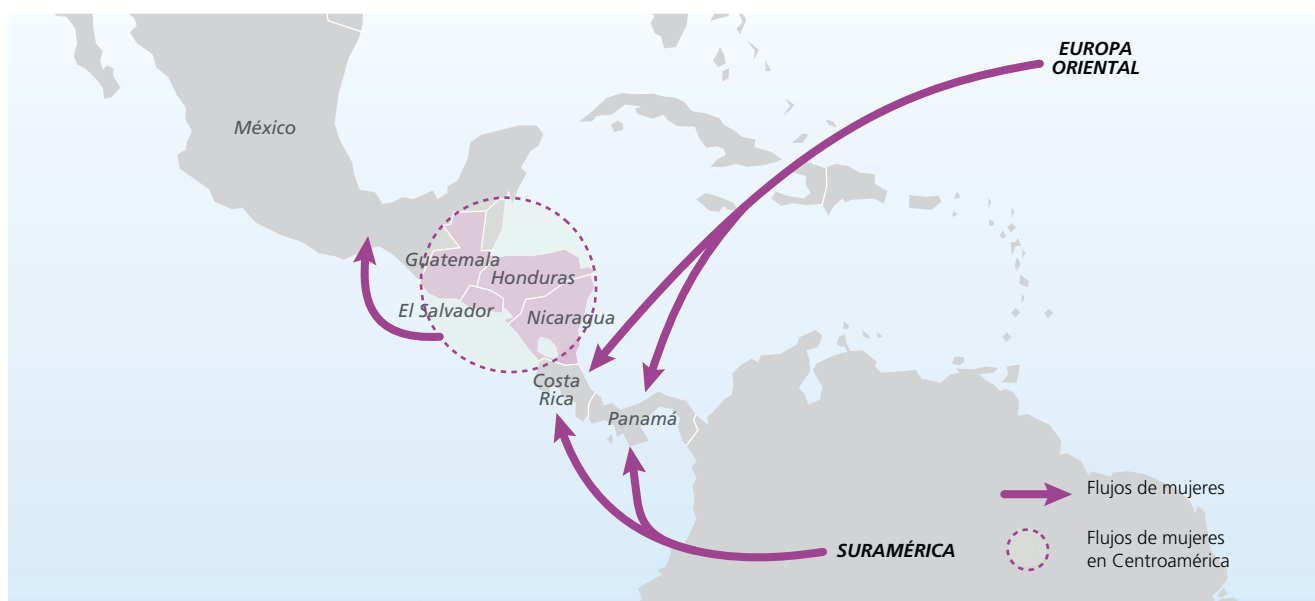 EUROPA
ORIENTAL
México
Guatemala
Honduras
El Salvador
Nicaragua
Costa
Rica
Panamá
Flujos de mujeres
SURAMÉRICA
Flujos de mujeres
en Centroamérica